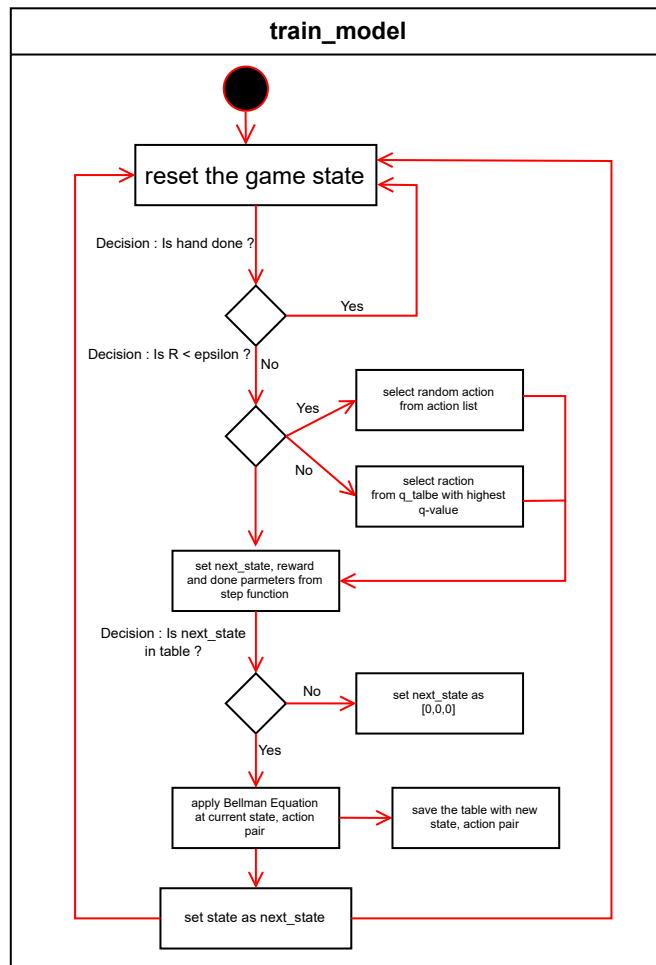 train_model
reset the game state
Decision : Is hand done ?
Yes
Decision : Is R < epsilon ?
No
Yes
select random action
from action list
No
select raction
from q_talbe with highest
q-value
set next_state, reward
and done parmeters from
step function
Decision : Is next_state
in table ?
No
set next_state as
[0,0,0]
Yes
apply Bellman Equation
at current state, action
pair
save the table with new
state, action pair
set state as next_state